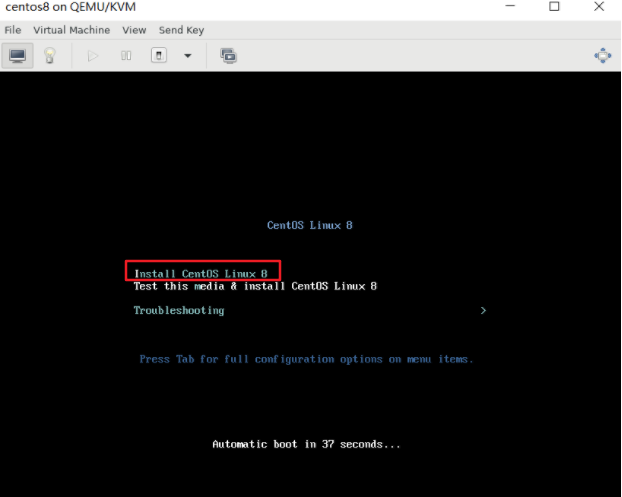 centos8 on QEMU/KVM
File Virtual Machine View Send Key
CentOS Linux 8
Install CentOS Linux 8
Test this media & install CentOS Linux 8
Troubleshooting >
Press Tab for full configuration options on menu items.
Automatic boot in 37 seconds...